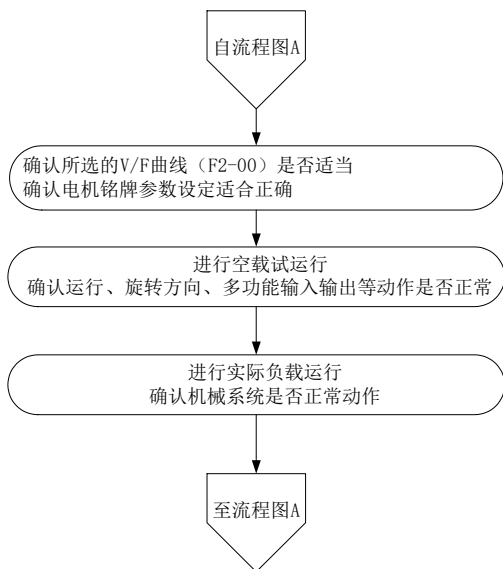 自流程图A
确认所选的V/F曲线（F2-00）是否适当
确认电机铭牌参数设定适合正确
进行空载试运行
确认运行、旋转方向、多功能输入输出等动作是否正常
进行实际负载运行
确认机械系统是否正常动作
至流程图A